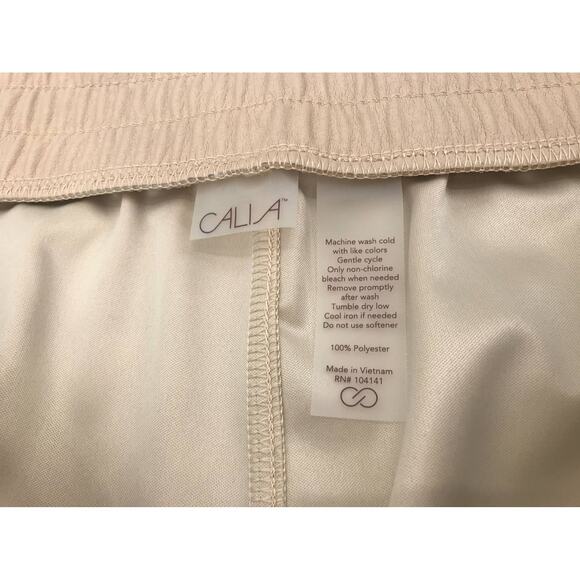 CALIA™
Machine wash cold
with like colors
Gentle cycle
Only non-chlorine
bleach when needed
Remove promptly
after wash
Tumble dry low
Cool iron if needed
Do not use softener
100% Polyester
Made in Vietnam
RN# 104141